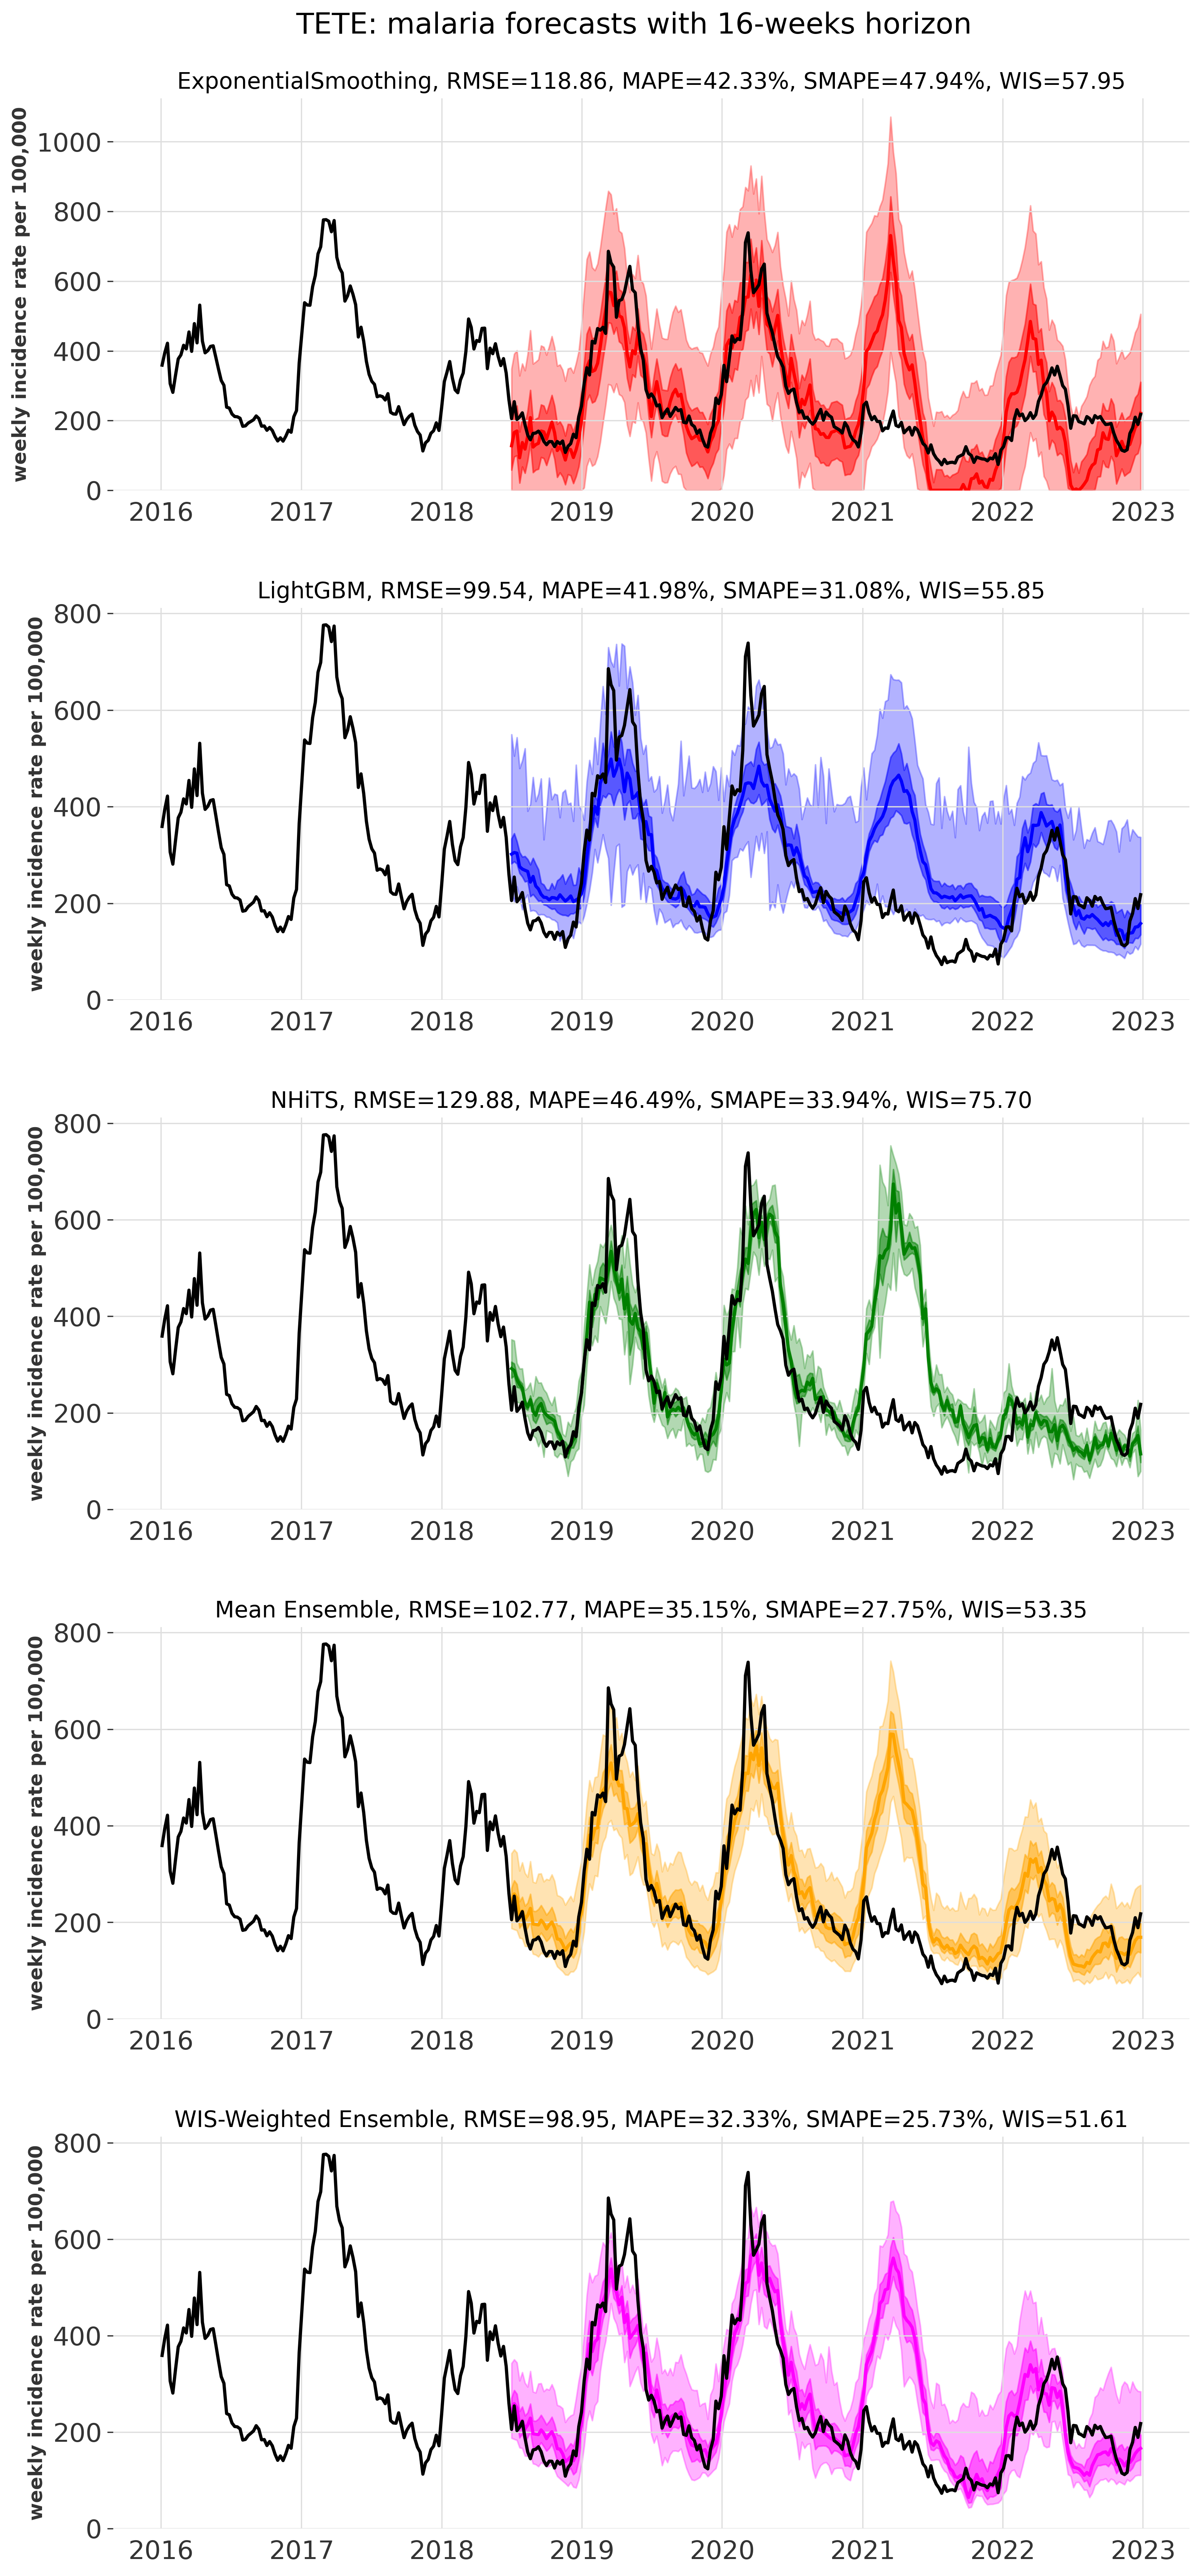 TETE: malaria forecasts with 16-weeks horizon
ExponentialSmoothing, RMSE=118.86, MAPE=42.33%, SMAPE=47.94%, WIS=57.95
weekly incidence rate per 100,000
1000
800
600
400
200
0
2016 2017 2018 2019 2020 2021 2022 2023
LightGBM, RMSE=99.54, MAPE=41.98%, SMAPE=31.08%, WIS=55.85
weekly incidence rate per 100,000
800
600
400
200
0
2016 2017 2018 2019 2020 2021 2022 2023
NHiTS, RMSE=129.88, MAPE=46.49%, SMAPE=33.94%, WIS=75.70
weekly incidence rate per 100,000
800
600
400
200
0
2016 2017 2018 2019 2020 2021 2022 2023
Mean Ensemble, RMSE=102.77, MAPE=35.15%, SMAPE=27.75%, WIS=53.35
weekly incidence rate per 100,000
800
600
400
200
0
2016 2017 2018 2019 2020 2021 2022 2023
WIS-Weighted Ensemble, RMSE=98.95, MAPE=32.33%, SMAPE=25.73%, WIS=51.61
weekly incidence rate per 100,000
800
600
400
200
0
2016 2017 2018 2019 2020 2021 2022 2023